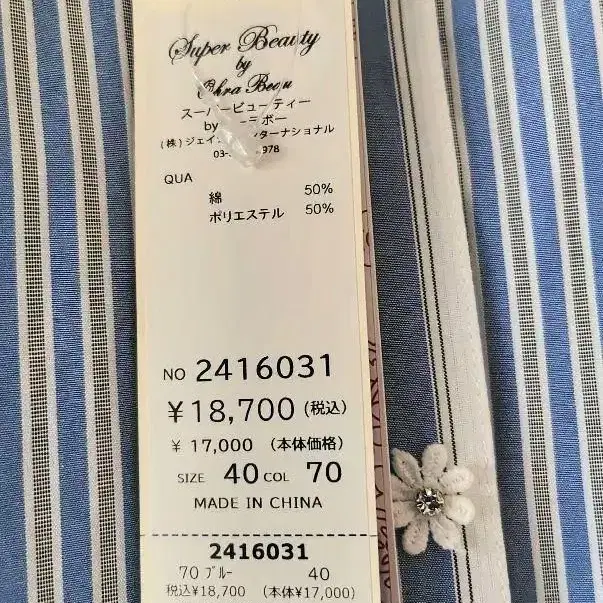 Super Beauty
by
スーパービューティー
(株)ジェイ ターナショナル
03- 978
QUA
綿 50%
ポリエステル 50%
NO 2416031
¥18,700(税込)
¥ 17,000 (本体価格)
SIZE 40 COL 70
MADE IN CHINA
2416031
70 ブルー 40
税込¥18,700 (本体¥17,000)